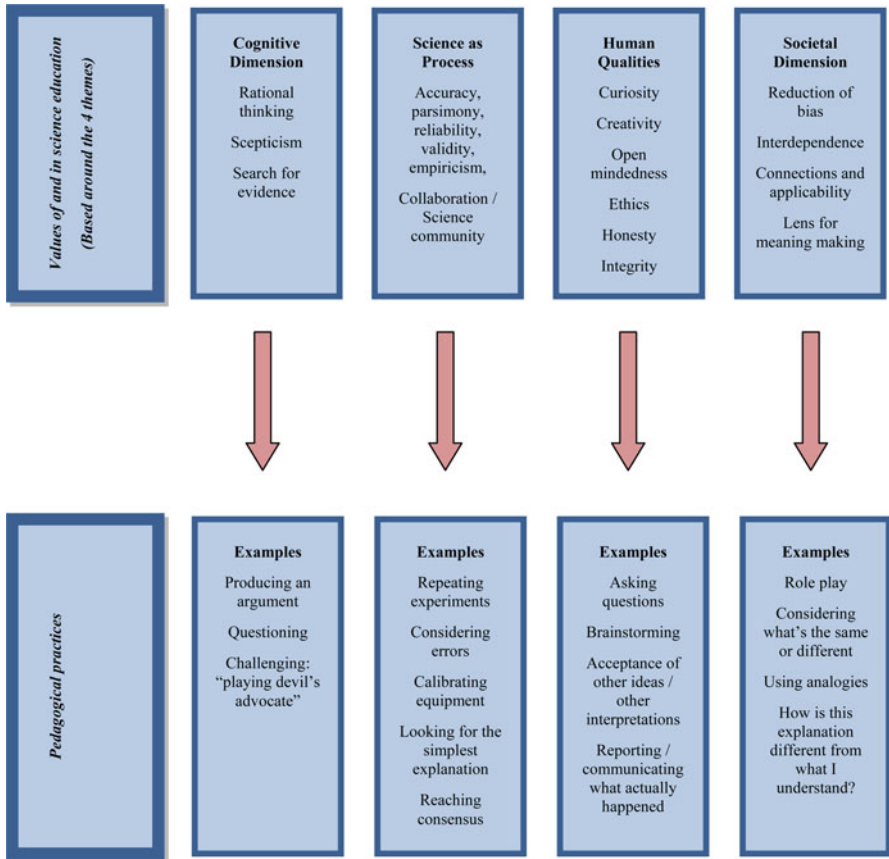 Values of and in science education
(Based around the 4 themes)
Cognitive
Dimension
Rational
thinking
Scepticism
Search for
evidence
Science as
Process
Accuracy,
parsimony,
reliability,
validity,
empiricism,
Collaboration /
Science
community
Human
Qualities
Curiosity
Creativity
Open
mindedness
Ethics
Honesty
Integrity
Societal
Dimension
Reduction of
bias
Interdependence
Connections and
applicability
Lens for
meaning making
Pedagogical practices
Examples
Producing an
argument
Questioning
Challenging:
“playing devil’s
advocate”
Examples
Repeating
experiments
Considering
errors
Calibrating
equipment
Looking for the
simplest
explanation
Reaching
consensus
Examples
Asking
questions
Brainstorming
Acceptance of
other ideas /
other
interpretations
Reporting /
communicating
what actually
happened
Examples
Role play
Considering
what’s the same
or different
Using analogies
How is this
explanation
different from
what I
understand?